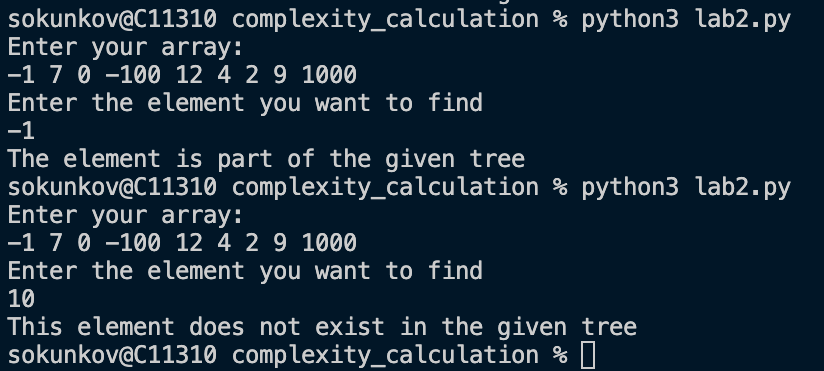 sokunkov@C11310 complexity_calculation % python3 lab2.py
Enter your array:
-1 7 0 -100 12 4 2 9 1000
Enter the element you want to find
-1
The element is part of the given tree
sokunkov@C11310 complexity_calculation % python3 lab2.py
Enter your array:
-1 7 0 -100 12 4 2 9 1000
Enter the element you want to find
10
This element does not exist in the given tree
sokunkov@C11310 complexity_calculation %